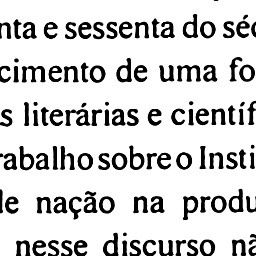 nta e sessenta do séc
cimento de uma fo
s literárias e científ
rabalho sobre o Insti
de nação na produ
nesse discurso nã